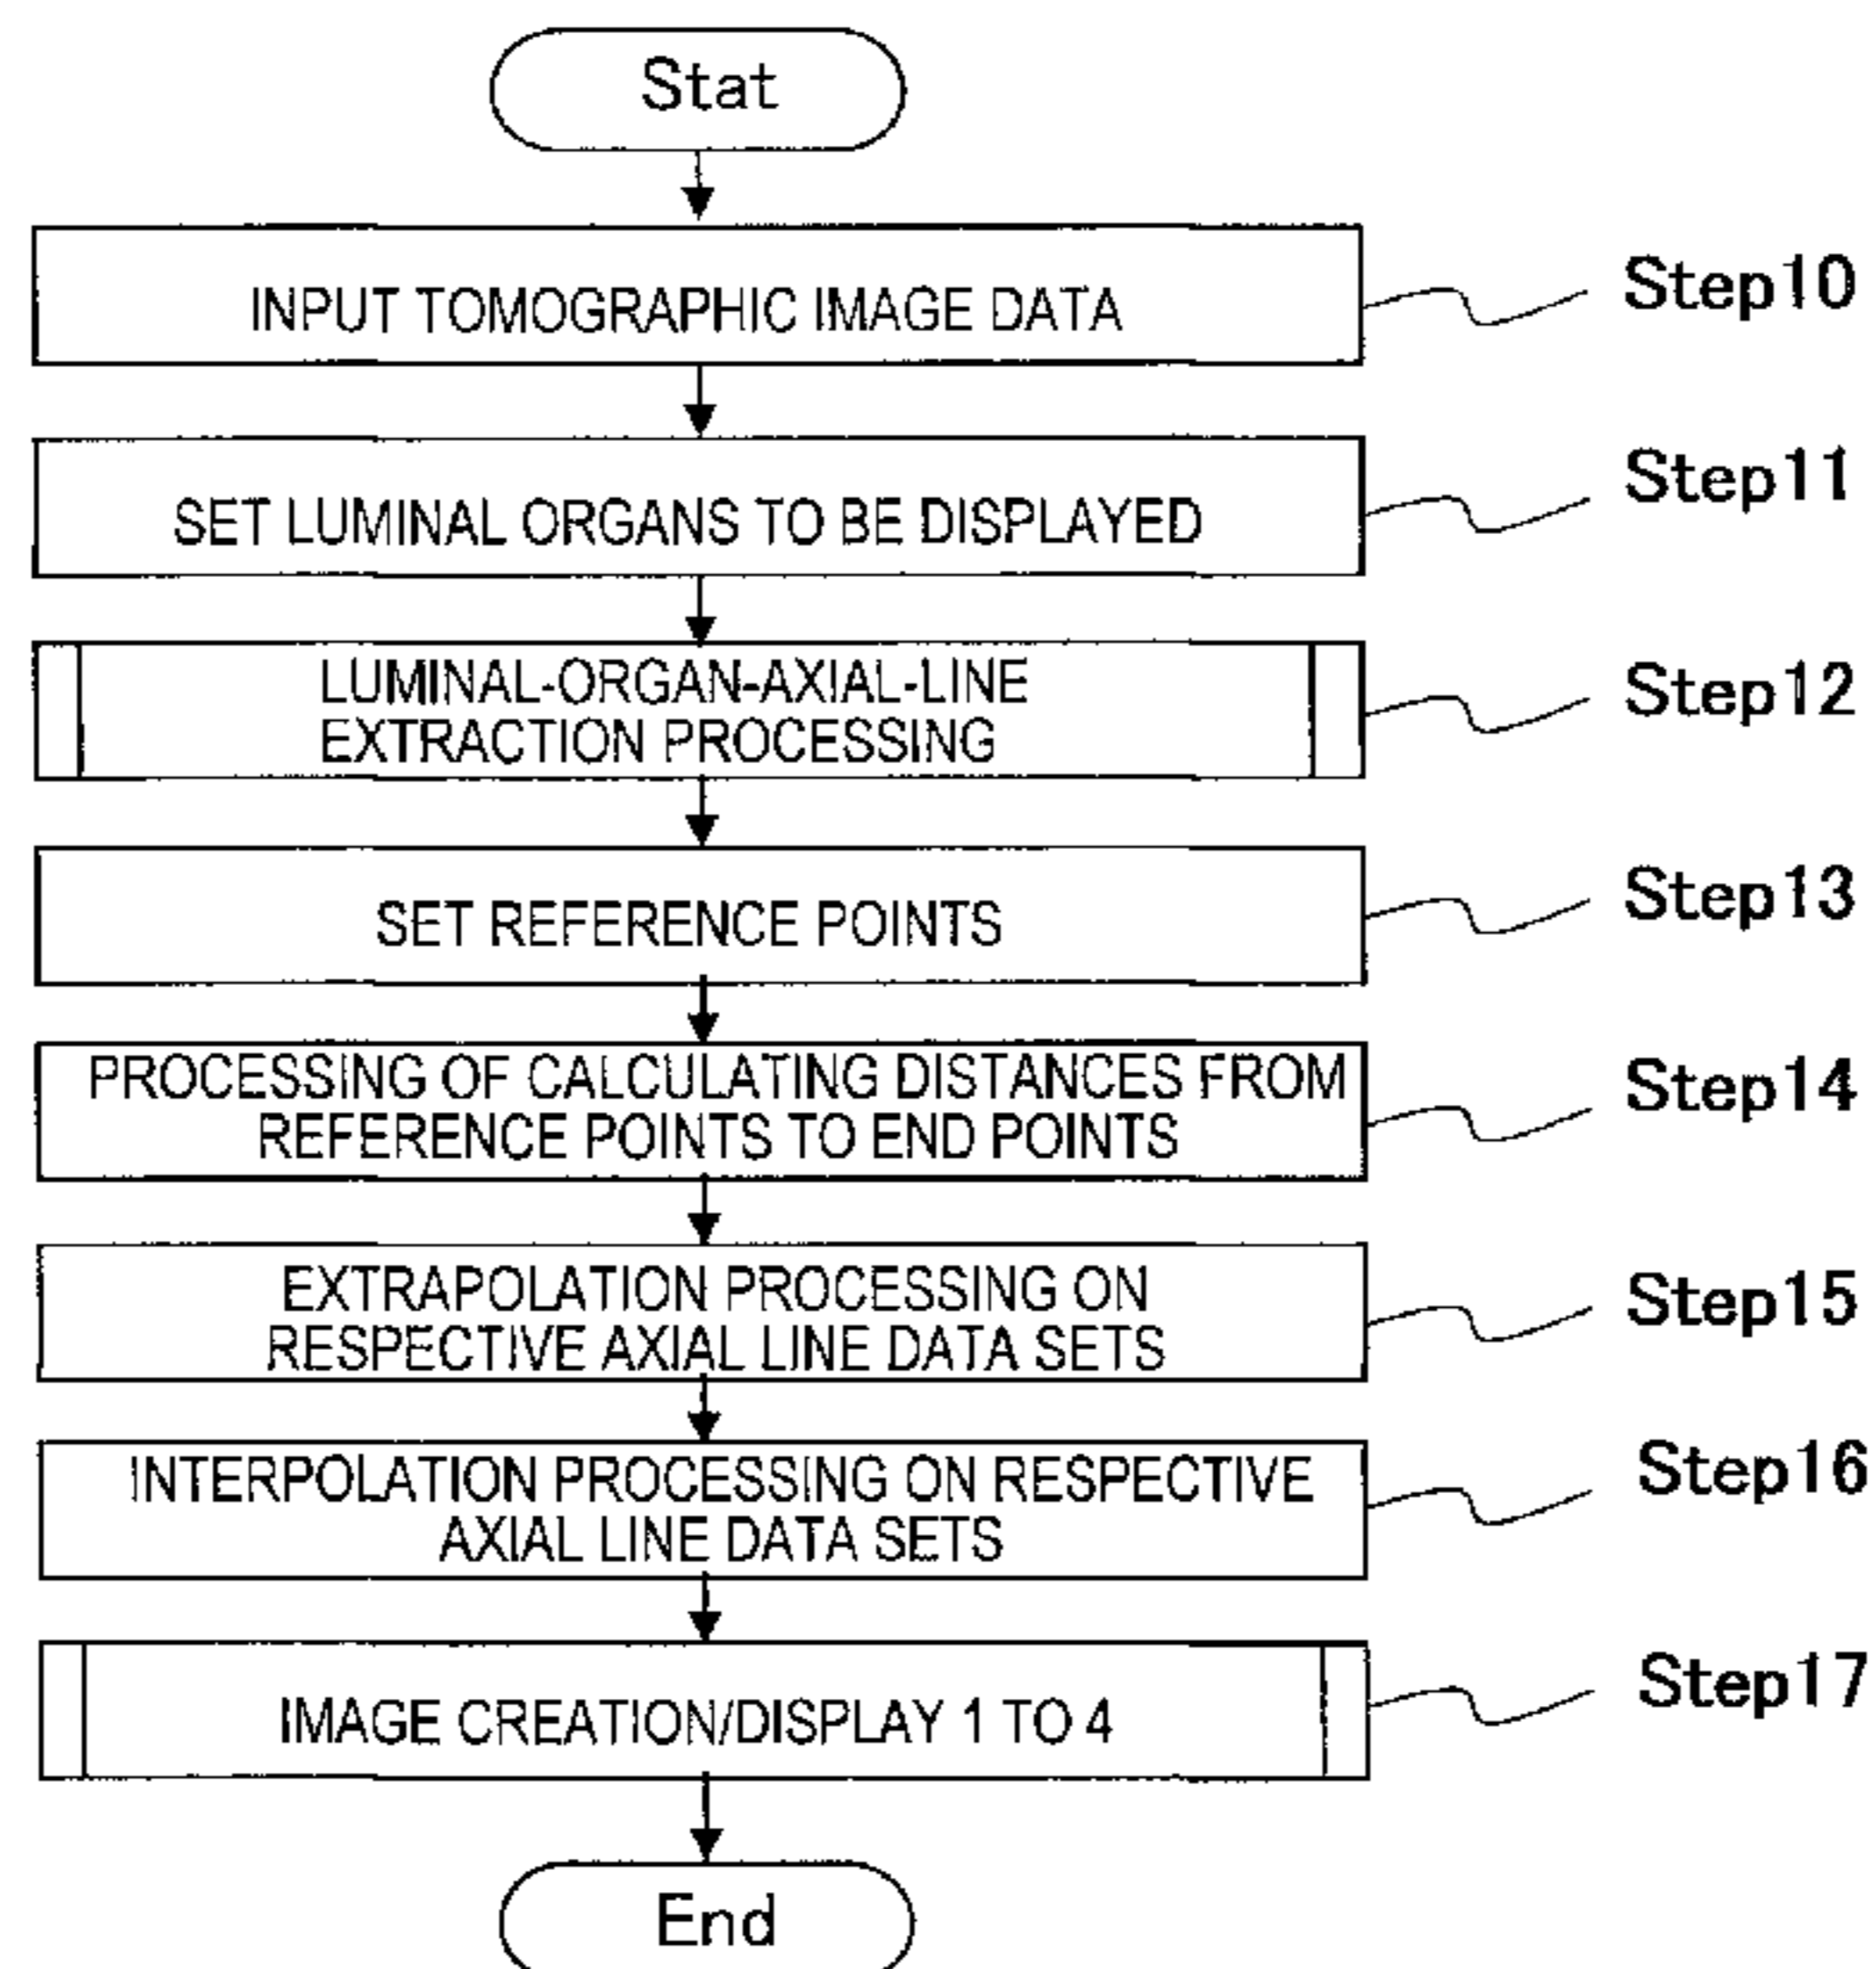 Stat
INPUT TOMOGRAPHIC IMAGE DATA
Step10
SET LUMINAL ORGANS TO BE DISPLAYED
Step11
LUMINAL-ORGAN-AXIAL-LINE
EXTRACTION PROCESSING
Step12
SET REFERENCE POINTS
Step13
PROCESSING OF CALCULATING DISTANCES FROM
REFERENCE POINTS TO END POINTS
Step14
EXTRAPOLATION PROCESSING ON
RESPECTIVE AXIAL LINE DATA SETS
Step15
INTERPOLATION PROCESSING ON RESPECTIVE
AXIAL LINE DATA SETS
Step16
IMAGE CREATION/DISPLAY 1 TO 4
Step17
End